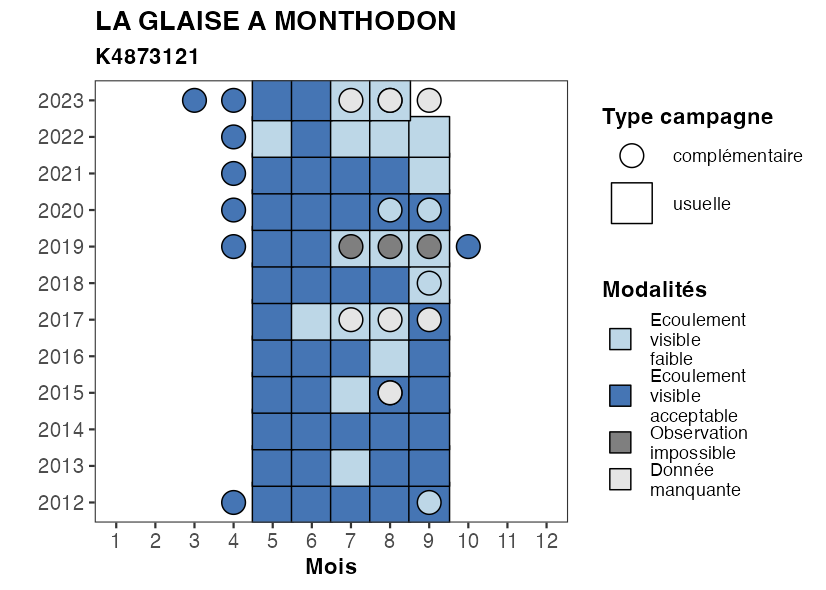 LA GLAISE A MONTHODON
K4873121
2023
2022
2021
2020
2019
2018
2017
2016
2015
2014
2013
2012
1 2 3 4 5 6 7 8 9 10 11 12
Mois
Type campagne
complémentaire
usuelle
Modalités
Ecoulement
visible
faible
Ecoulement
visible
acceptable
Observation
impossible
Donnée
manquante